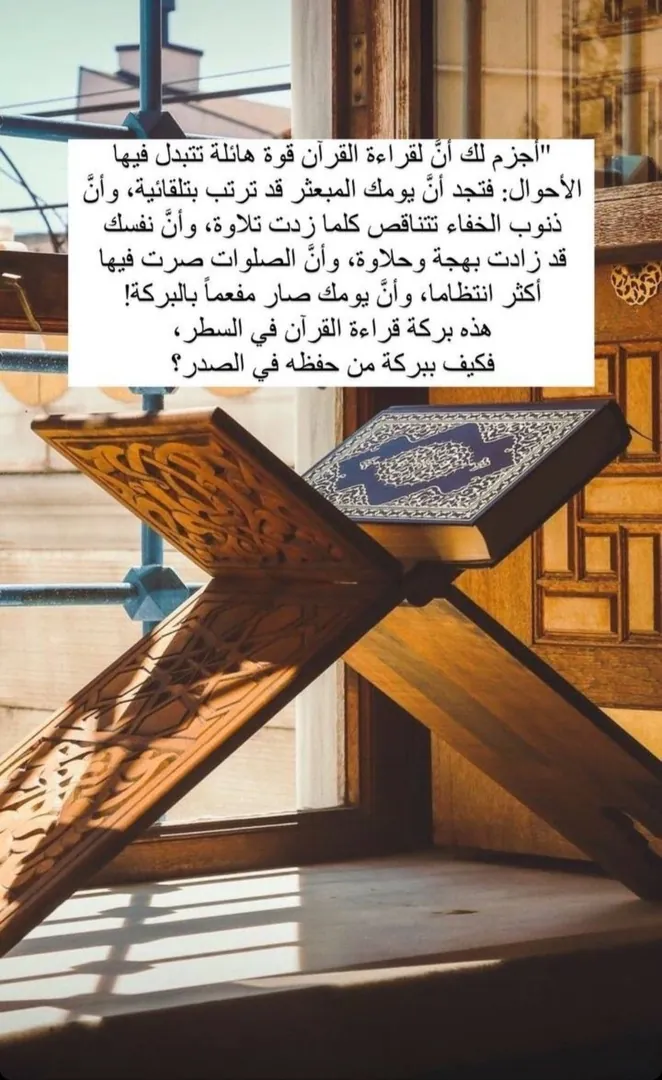 "أجزم لك أنَّ لقراءة القرآن قوة هائلة تتبدل فيها
الأحوال: فتجد أنَّ يومك المبعثر قد ترتب بتلقائية، وأنَّ
ذنوب الخفاء تتناقص كلما زدت تلاوة، وأنَّ نفسك
قد زادت بهجة وحلاوة، وأنَّ الصلوات صرت فيها
أكثر انتظاما، وأنَّ يومك صار مفعماً بالبركة!
هذه بركة قراءة القرآن في السطر،
فكيف ببركة من حفظه في الصدر؟